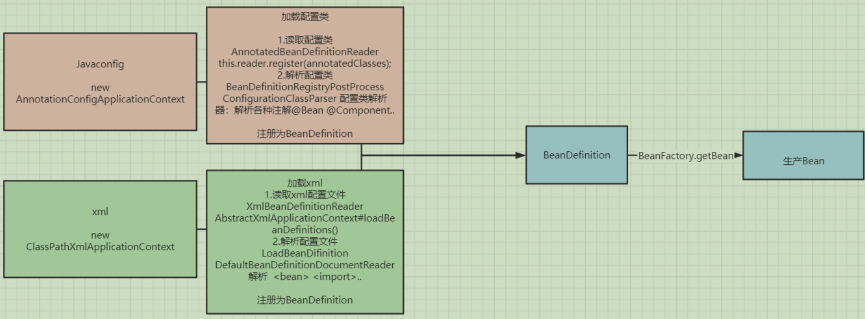 Javaconfig
new
AnnotationConfigApplicationContext
加载配置类
1.读取配置类
AnnotatedBeanDefinitionReader
this.reader.register(annotatedClasses);
2.解析配置类
BeanDefinitionRegistryPostProcess
ConfigurationClassParser 配置类解析
器：解析各种注解@Bean @Component..
注册为BeanDefinition
xml
new
ClassPathXmlApplicationContext
加载xml
1.读取xml配置文件
XmlBeanDefinitionReader
AbstractXmlApplicationContext#loadBe
anDefinitions()
2.解析配置文件
LoadBeanDifinition
DefaultBeanDefinitionDocumentReader
解析 <bean> <import>..
注册为BeanDefinition
BeanDefinition
BeanFactory.getBean
生产Bean